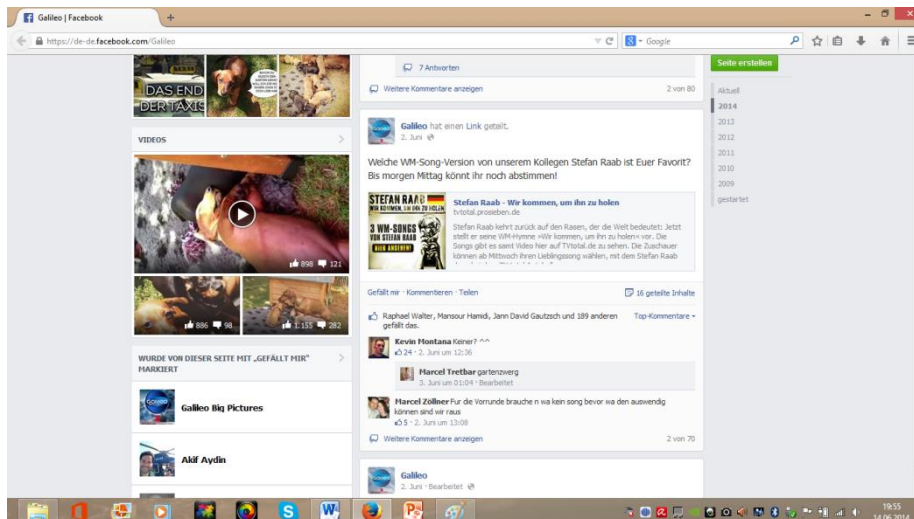 Galileo | Facebook
https://de-de.facebook.com/Galileo
Google
DAS END
DER TAXIS
VIDEOS
898 121
886 98
1.155 282
WURDE VON DIESER SEITE MIT „GEFÄLLT MIR“
MARKIERT
Galileo Big Pictures
Akif Aydin
7 Antworten
Weitere Kommentare anzeigen 2 von 80
Galileo hat einen Link geteilt.
2. Juni
Welche WM-Song-Version von unserem Kollegen Stefan Raab ist Euer Favorit?
Bis morgen Mittag könnt ihr noch abstimmen!
STEFAN RAAB
WIR KOMMEN, UM IHN ZU HOLEN
3 WM-SONGS
VON STEFAN RAAB
HIER ANSEHEN!
Stefan Raab - Wir kommen, um ihn zu holen
tvtotal.prosieben.de
Stefan Raab kehrt zurück auf den Rasen, der die Welt bedeutet: Jetzt
stellt er seine WM-Hymne »Wir kommen, um ihn zu holen« vor. Die
Songs gibt es samt Video hier auf TVtotal.de zu sehen. Die Zuschauer
können ab Mittwoch ihren Lieblingssong wählen, mit dem Stefan Raab
Gefällt mir · Kommentieren · Teilen 16 geteilte Inhalte
Raphael Walter, Mansour Hamidi, Jann David Gautzsch und 189 anderen Top-Kommentare
gefällt das.
Kevin Montana Keiner? ^^
24 · 2. Juni um 12:36
Marcel Tretbar gartenzwerg
3. Juni um 01:04 · Bearbeitet
Marcel Zöllner Fur die Vorrunde brauche n wa kein song bevor wa den auswendig
können sind wir raus
5 · 2. Juni um 13:08
Weitere Kommentare anzeigen 2 von 70
Galileo
2. Juni · Bearbeitet
Seite erstellen
Aktuell
2014
2013
2012
2011
2010
2009
gestartet
19:55
14.06.2014